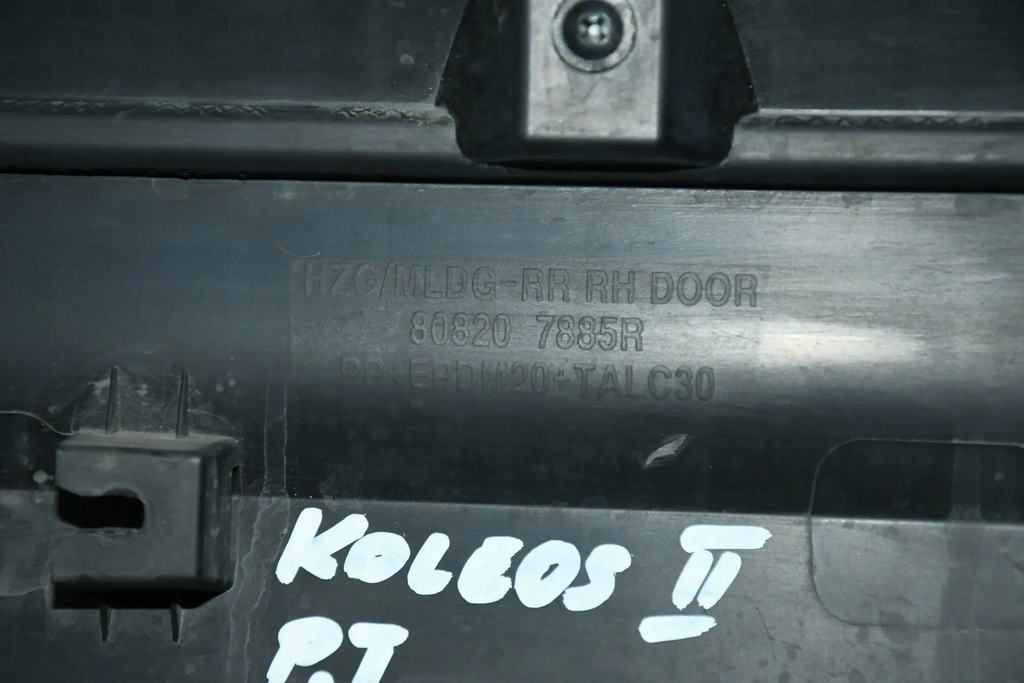 HZG/MLDG-RR RH DOOR
80820 7885R
PP+EPDM20+TALC30
KOLEOS II
P.T